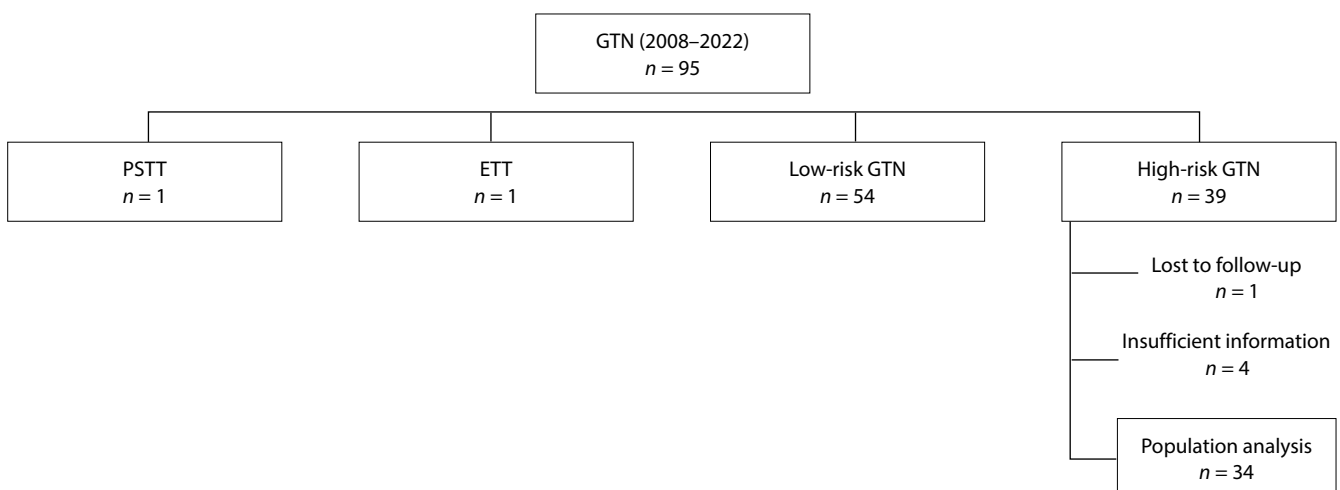 GTN (2008–2022)
n = 95
PSTT
n = 1
ETT
n = 1
Low-risk GTN
n = 54
High-risk GTN
n = 39
Lost to follow-up
n = 1
Insufficient information
n = 4
Population analysis
n = 34